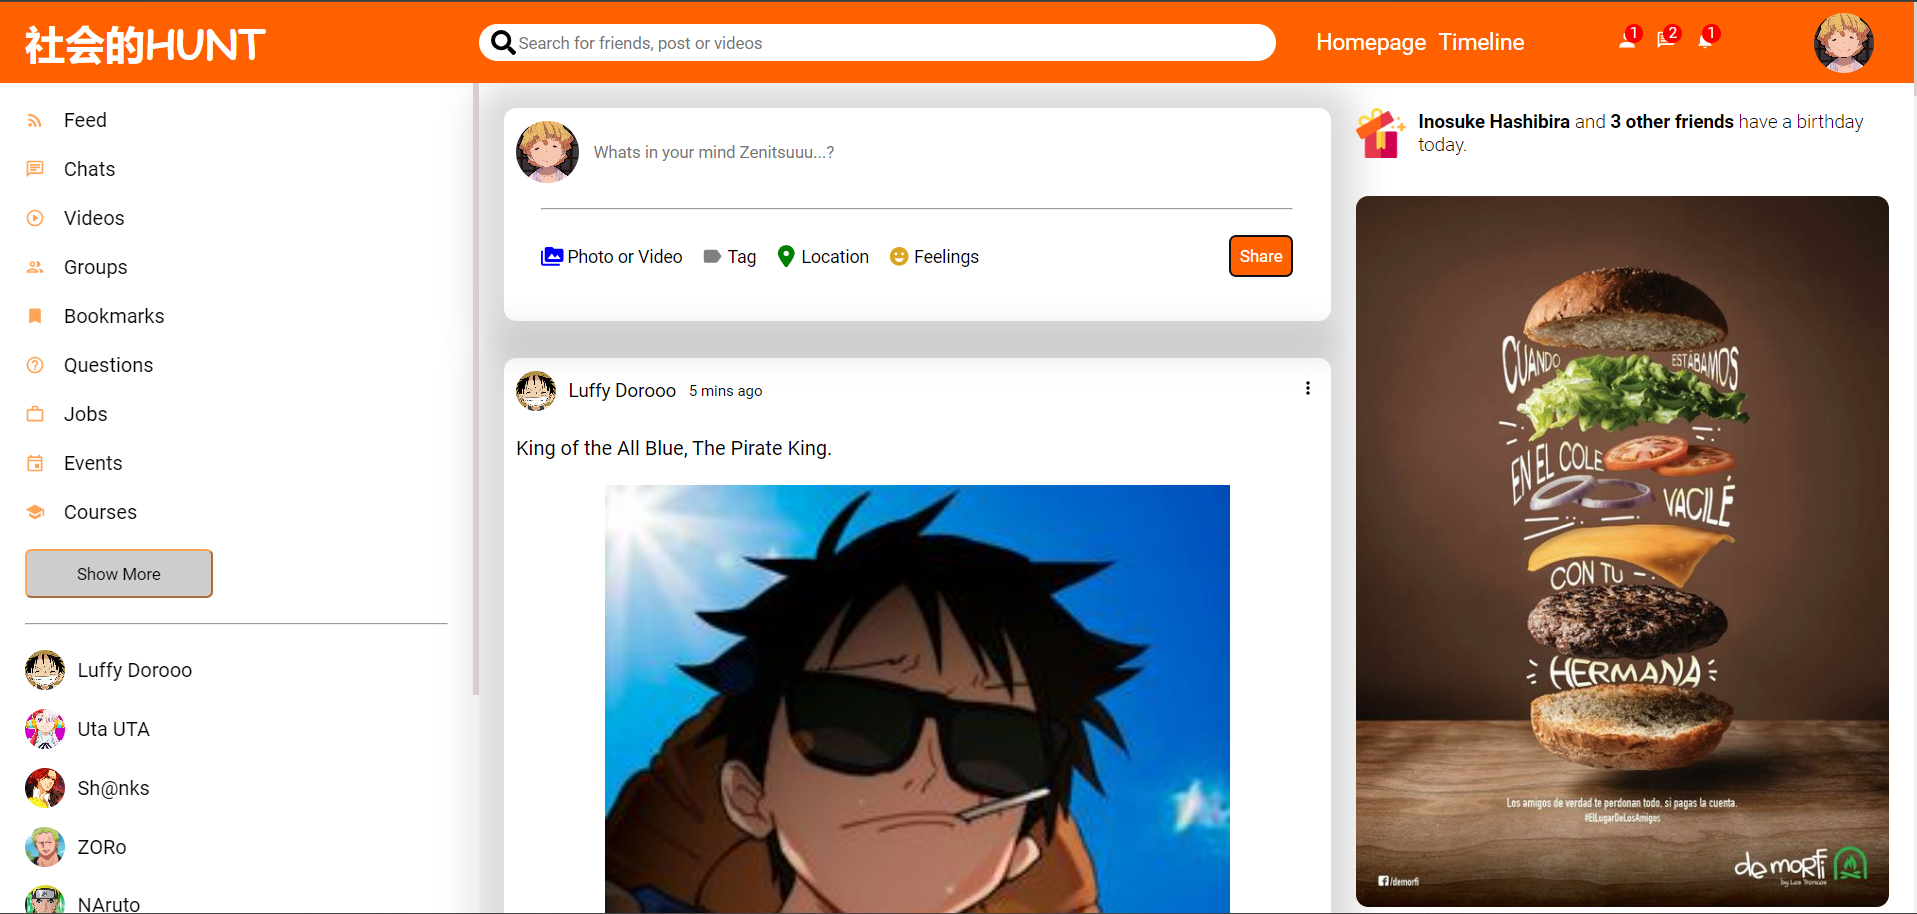 社会的HUNT
Search for friends, post or videos
Homepage Timeline
1
2
1
Feed
Chats
Videos
Groups
Bookmarks
Questions
Jobs
Events
Courses
Show More
Luffy Dorooo
Uta UTA
Sh@nks
ZORo
NAruto
Whats in your mind Zenitsuuu...?
Photo or Video
Tag
Location
Feelings
Share
Luffy Dorooo 5 mins ago
King of the All Blue, The Pirate King.
Inosuke Hashibira and 3 other friends have a birthday
today.
CUANDO ESTÁBAMOS
EN EL COLE
VACILÉ
CON TU
HERMANA
Los amigos de verdad te perdonan todo, si pagas la cuenta.
#ElLugarDeLosAmigos
/demorfi
de morfi
by Los Troncos